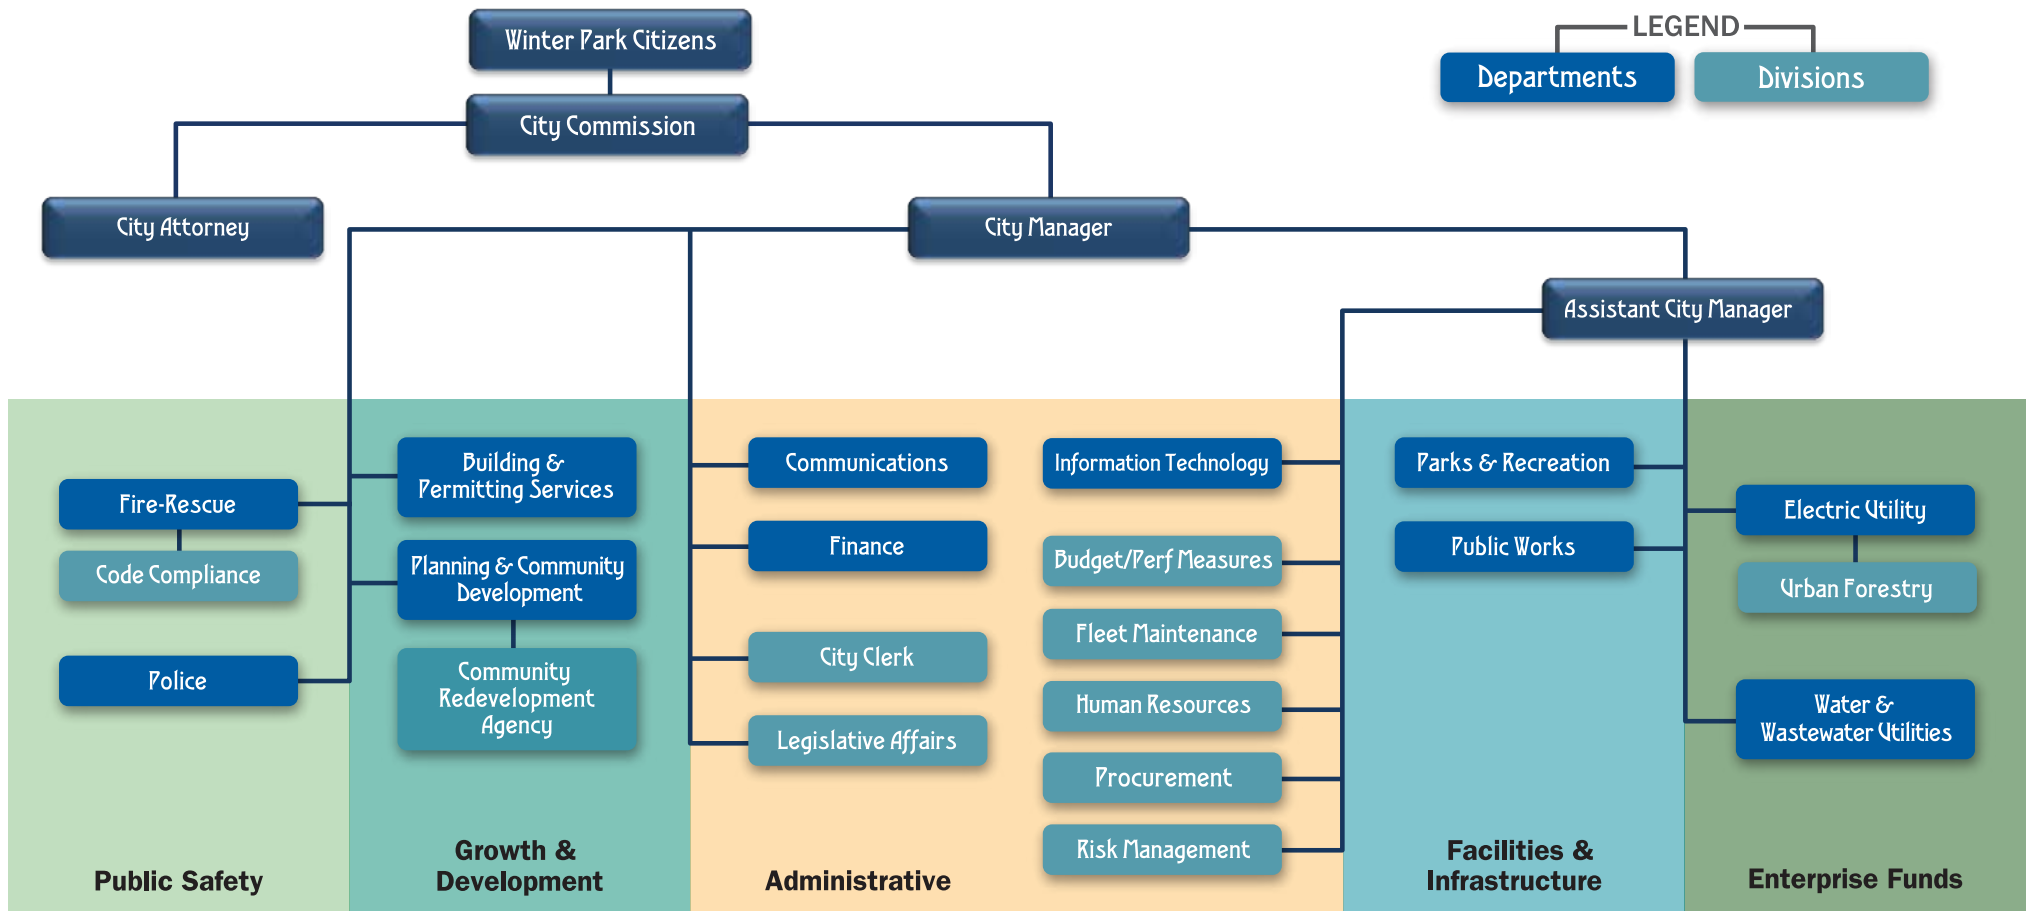 Winter Park Citizens
LEGEND
Departments
Divisions
City Commission
City Attorney
City Manager
Assistant City Manager
Fire-Rescue
Code Compliance
Police
Public Safety
Building &
Permitting Services
Planning & Community
Development
Community
Redevelopment
Agency
Growth &
Development
Communications
Finance
City Clerk
Legislative Affairs
Information Technology
Budget/Perf Measures
Fleet Maintenance
Human Resources
Procurement
Risk Management
Administrative
Parks & Recreation
Public Works
Facilities &
Infrastructure
Electric Utility
Urban Forestry
Water &
Wastewater Utilities
Enterprise Funds